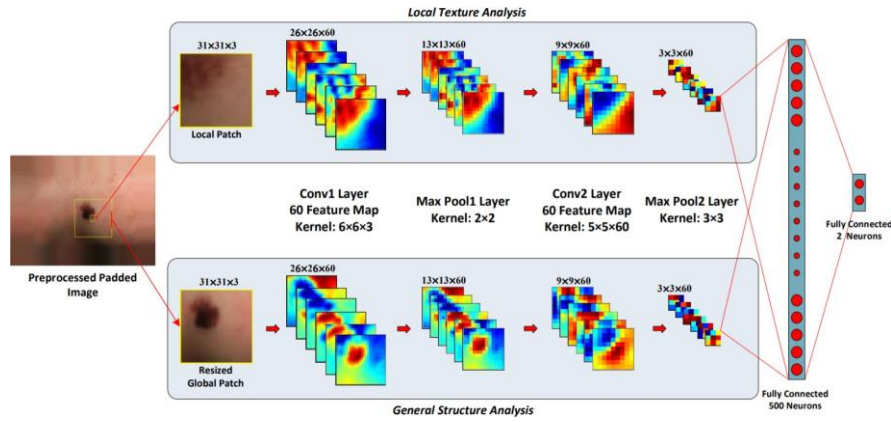 Local Texture Analysis
31×31×3
26×26×60
13×13×60
9×9×60
3×3×60
Local Patch
Preprocessed Padded
Image
Conv1 Layer
60 Feature Map
Kernel: 6×6×3
Max Pool1 Layer
Kernel: 2×2
Conv2 Layer
60 Feature Map
Kernel: 5×5×60
Max Pool2 Layer
Kernel: 3×3
Fully Connected
2 Neurons
31×31×3
26×26×60
13×13×60
9×9×60
3×3×60
Resized
Global Patch
Fully Connected
500 Neurons
General Structure Analysis